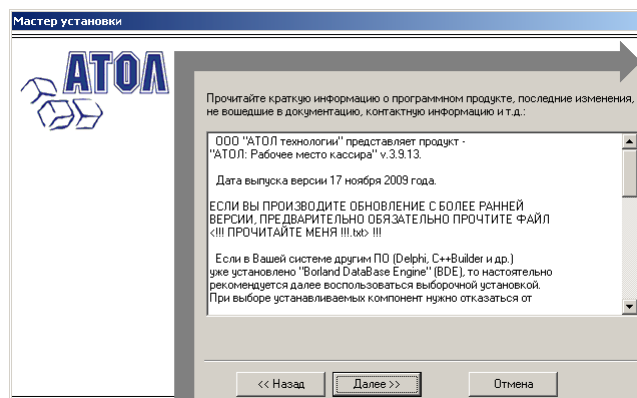 Мастер установки
АТОЛ
Прочитайте краткую информацию о программном продукте, последние изменения,
не вошедшие в документацию, контактную информацию и т.д.:
ООО "АТОЛ технологии" представляет продукт -
"АТОЛ: Рабочее место кассира" v.3.9.13.
Дата выпуска версии 17 ноября 2009 года.
ЕСЛИ ВЫ ПРОИЗВОДИТЕ ОБНОВЛЕНИЕ С БОЛЕЕ РАННЕЙ
ВЕРСИИ, ПРЕДВАРИТЕЛЬНО ОБЯЗАТЕЛЬНО ПРОЧТИТЕ ФАЙЛ
<!!! ПРОЧИТАЙТЕ МЕНЯ !!!.txt> !!!
Если в Вашей системе другим ПО (Delphi, C++Builder и др.)
уже установлено "Borland DataBase Engine" (BDE), то настоятельно
рекомендуется далее воспользоваться выборочной установкой.
При выборе устанавливаемых компонент нужно отказаться от
<< Назад
Далее >>
Отмена